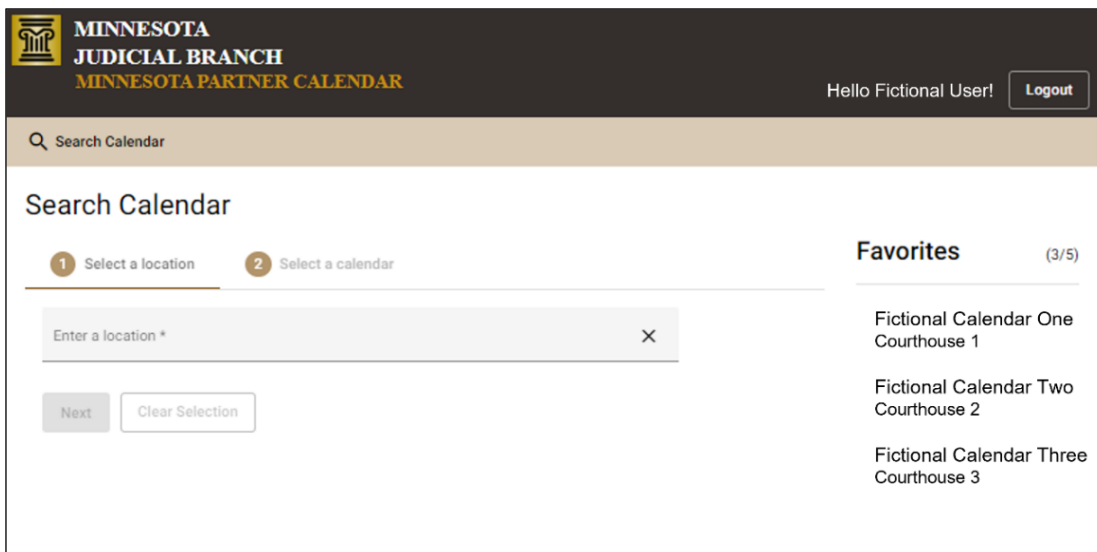 MINNESOTA
JUDICIAL BRANCH
MINNESOTA PARTNER CALENDAR
Hello Fictional User!
Logout
Search Calendar
Search Calendar
1 Select a location
2 Select a calendar
Enter a location *
Next
Clear Selection
Favorites (3/5)
Fictional Calendar One
Courthouse 1
Fictional Calendar Two
Courthouse 2
Fictional Calendar Three
Courthouse 3